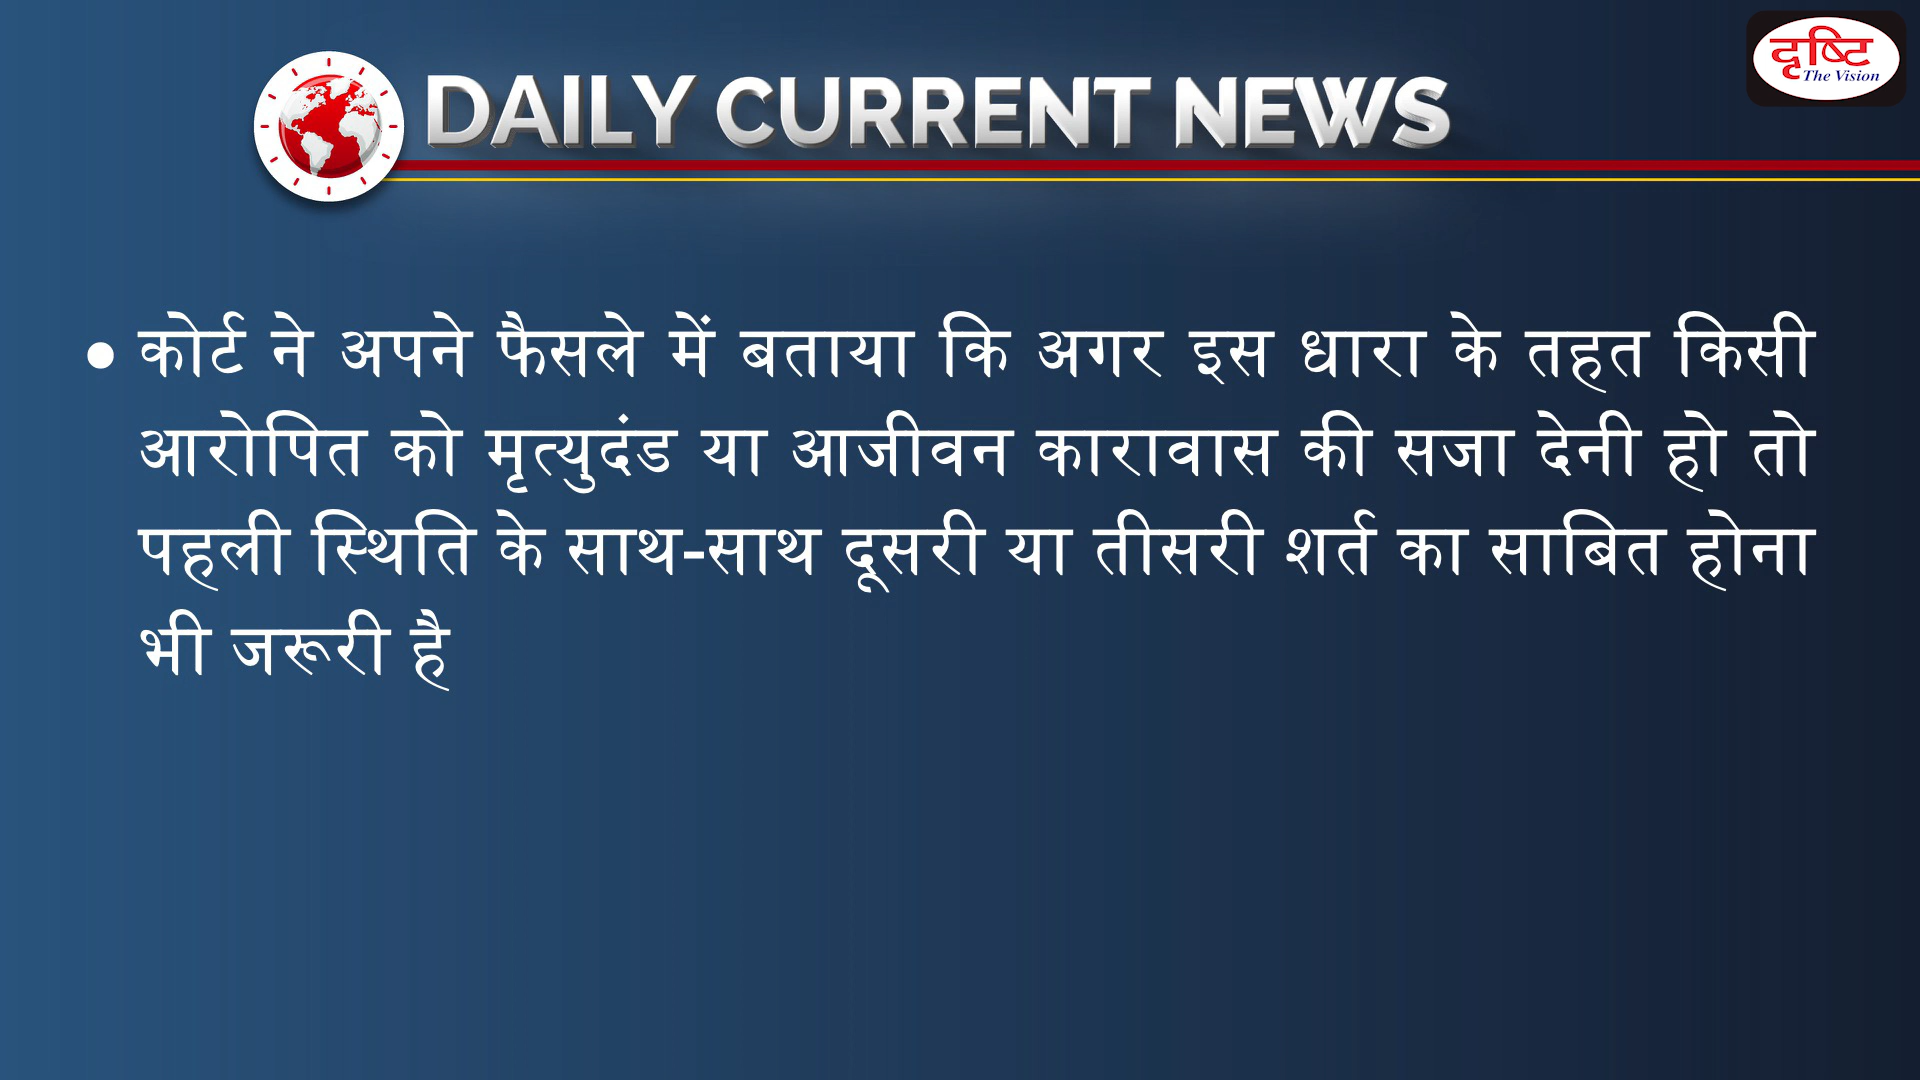 DAILY CURRENT NEWS
दृष्टि
The Vision
• कोर्ट ने अपने फैसले में बताया कि अगर इस धारा के तहत किसी
आरोपित को मृत्युदंड या आजीवन कारावास की सजा देनी हो तो
पहली स्थिति के साथ-साथ दूसरी या तीसरी शर्त का साबित होना
भी जरूरी है